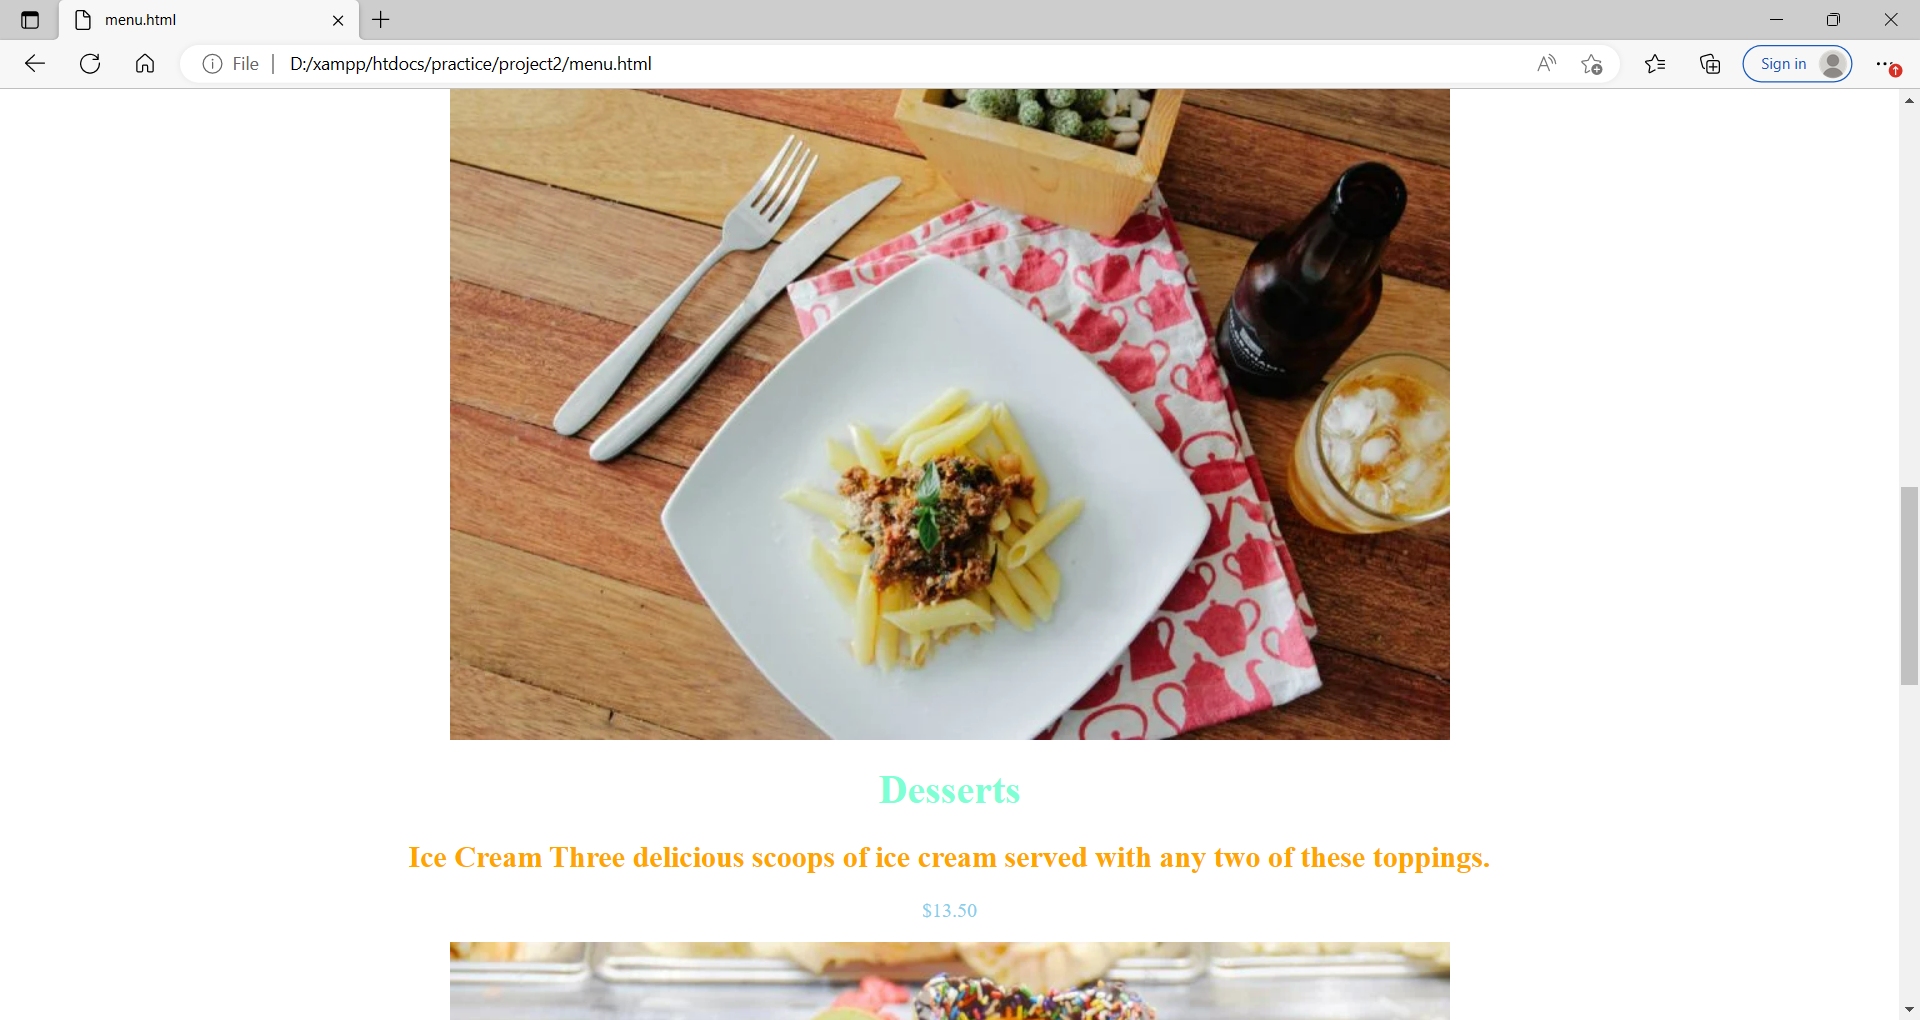 menu.html
File
D:/xampp/htdocs/practice/project2/menu.html
Sign in
Desserts
Ice Cream Three delicious scoops of ice cream served with any two of these toppings.
$13.50